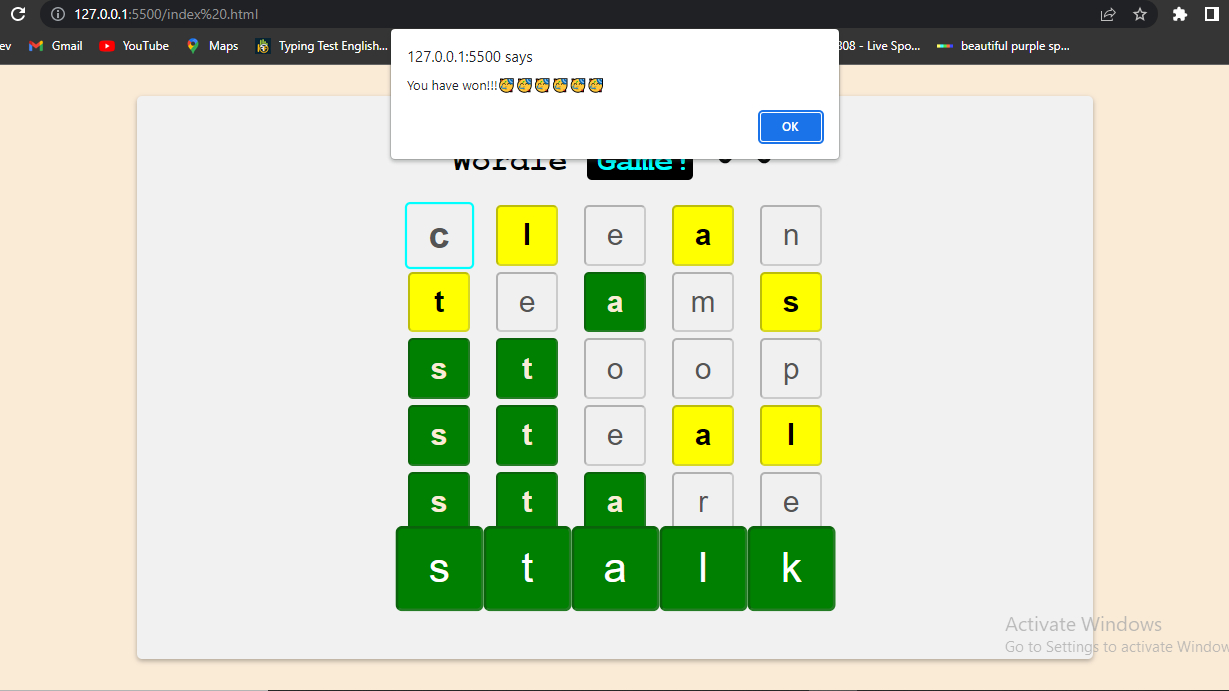 127.0.0.1:5500/index%20.html
ev Gmail YouTube Maps Typing Test English... 308 - Live Spo... beautiful purple sp...
127.0.0.1:5500 says
You have won!!!🥳🥳🥳🥳🥳🥳
OK
Wordle Game!
c l e a n
t e a m s
s t o o p
s t e a l
s t a r e
s t a l k
Activate Windows
Go to Settings to activate Window